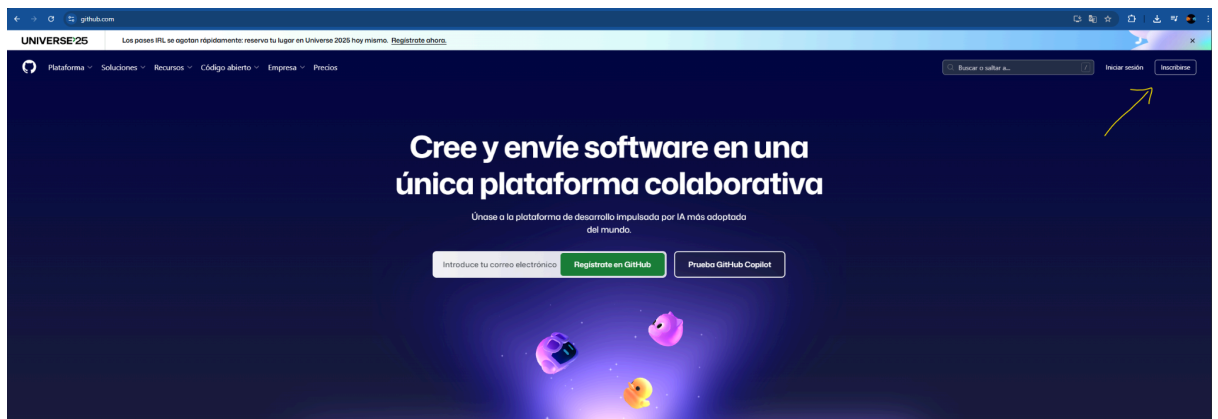 github.com
UNIVERSE'25
Los pases IRL se agotan rápidamente: reserva tu lugar en Universe 2025 hoy mismo. Regístrate ahora.
Plataforma Soluciones Recursos Código abierto Empresa Precios
Buscar o saltar a...
Iniciar sesión
Inscribirse
Cree y envíe software en una
única plataforma colaborativa
Únase a la plataforma de desarrollo impulsada por IA más adoptada
del mundo.
Introduce tu correo electrónico
Regístrate en GitHub
Prueba GitHub Copilot